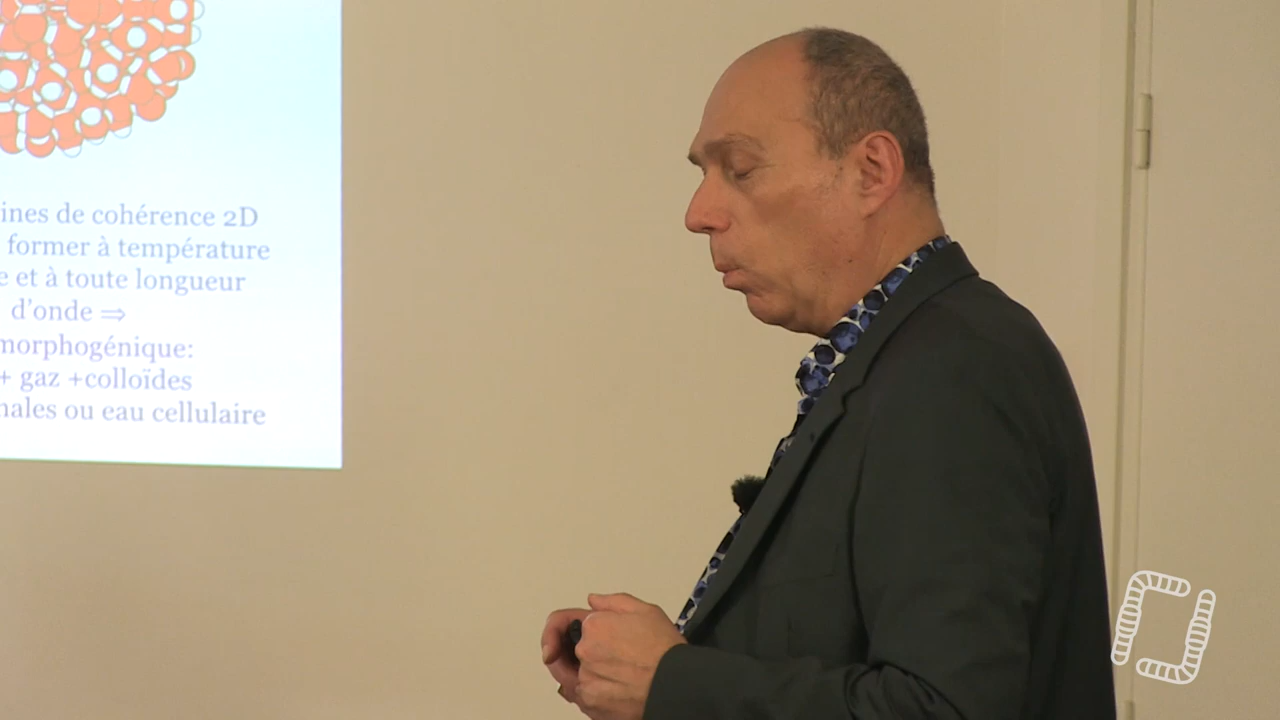 ines de cohérence 2D
former à température
e et à toute longueur
d'onde ⇒
morphogénique:
+ gaz +colloïdes
nales ou eau cellulaire